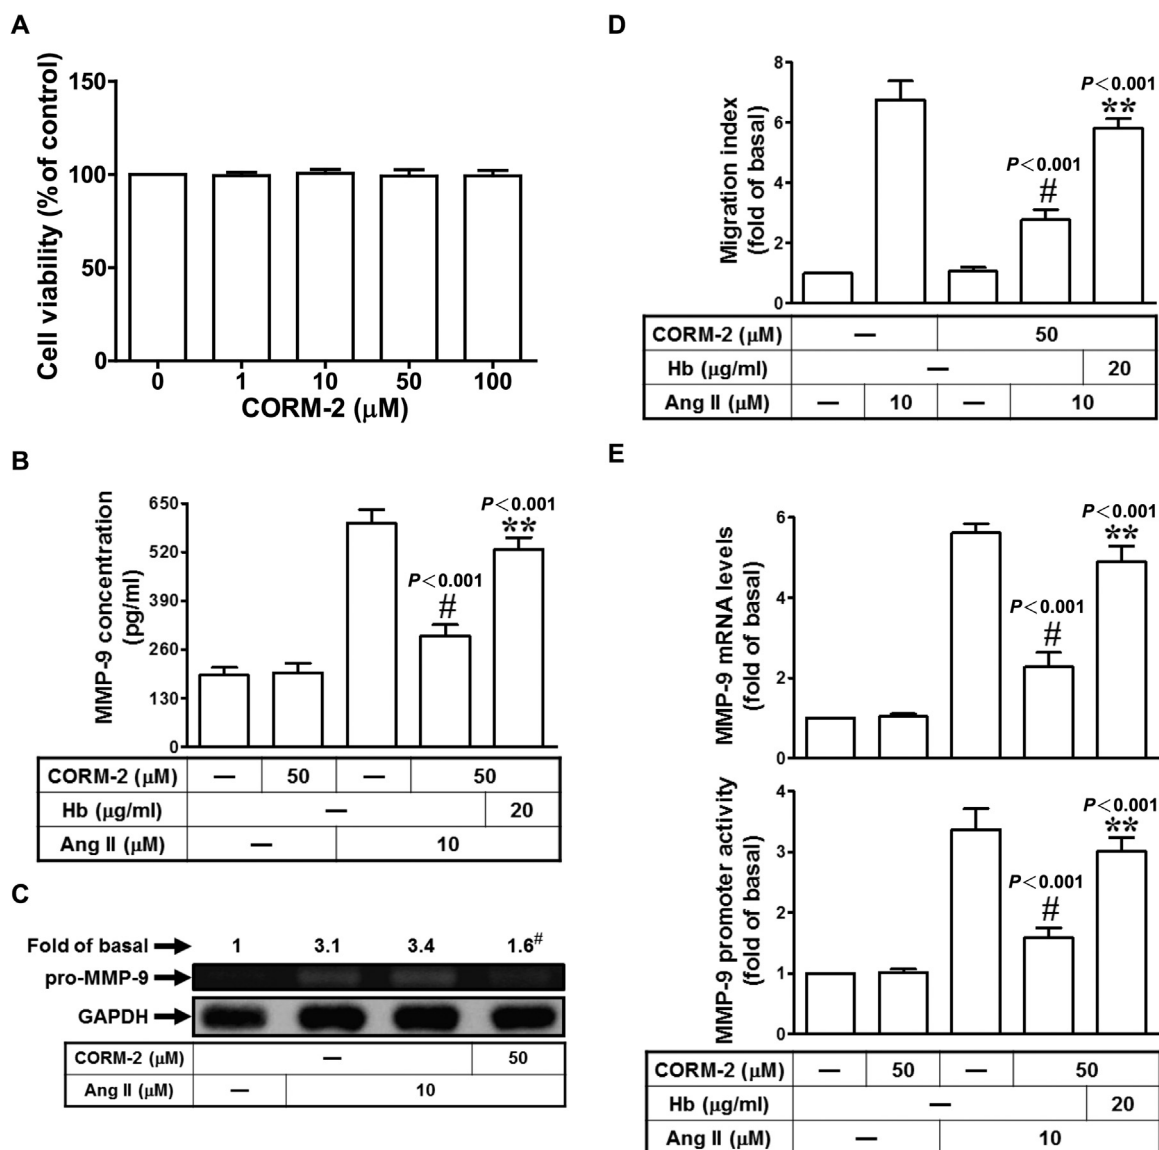 A
Cell viability (% of control)
150
100
50
0
0 1 10 50 100
CORM-2 (μM)
B
MMP-9 concentration
(pg/ml)
650
520
390
260
130
0
P<0.001
#
P<0.001
**
CORM-2 (μM) — 50 — 50
Hb (μg/ml) — 20
Ang II (μM) — 10
C
Fold of basal 1 3.1 3.4 1.6#
pro-MMP-9
GAPDH
CORM-2 (μM) — 50
Ang II (μM) — 10
D
Migration index
(fold of basal)
8
6
4
2
0
P<0.001
#
P<0.001
**
CORM-2 (μM) — 50
Hb (μg/ml) — 20
Ang II (μM) — 10 — 10
E
MMP-9 mRNA levels
(fold of basal)
6
4
2
0
P<0.001
#
P<0.001
**
MMP-9 promoter activity
(fold of basal)
4
3
2
1
0
P<0.001
#
P<0.001
**
CORM-2 (μM) — 50 — 50
Hb (μg/ml) — 20
Ang II (μM) — 10